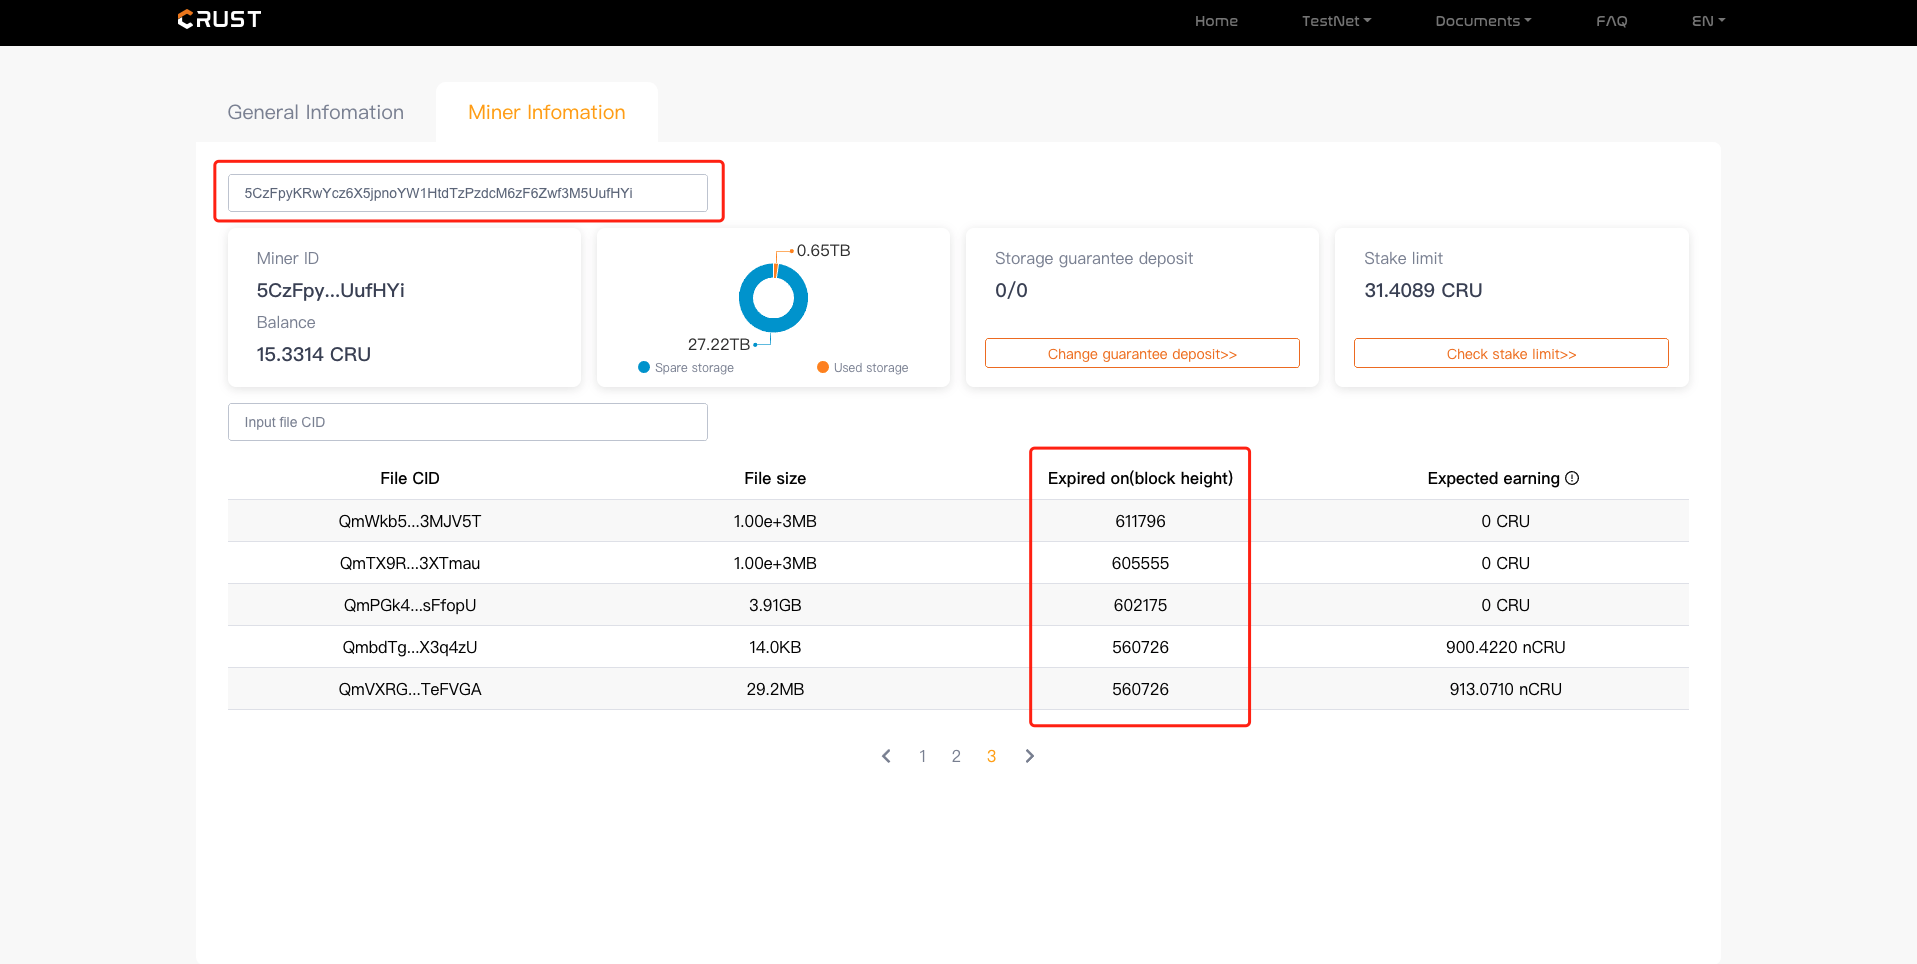 CRUST
Home TestNet Documents FAQ EN
General Infomation Miner Infomation
5CzFpyKRwYcz6X5jpnoYW1HtdTzPzdcM6zF6Zwf3M5UufHYi
Miner ID
5CzFpy...UufHYi
Balance
15.3314 CRU
0.65TB
27.22TB
Spare storage Used storage
Storage guarantee deposit
0/0
Change guarantee deposit>>
Stake limit
31.4089 CRU
Check stake limit>>
Input file CID
File CID File size Expired on(block height) Expected earning
QmWkb5...3MJV5T 1.00e+3MB 611796 0 CRU
QmTX9R...3XTmau 1.00e+3MB 605555 0 CRU
QmPGk4...sFfopU 3.91GB 602175 0 CRU
QmbdTg...X3q4zU 14.0KB 560726 900.4220 nCRU
QmVXRG...TeFVGA 29.2MB 560726 913.0710 nCRU
1 2 3